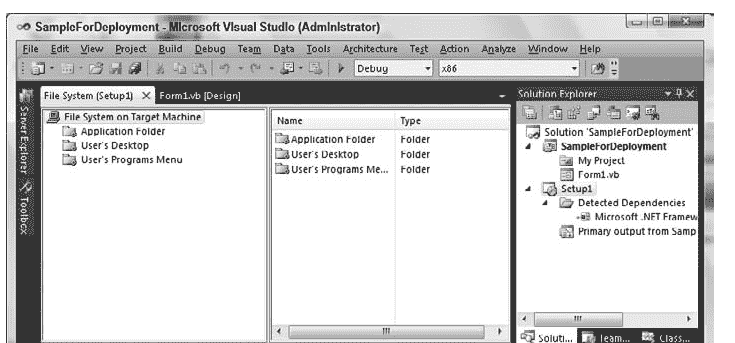 SampleForDeployment - Microsoft Visual Studio (Administrator)
File Edit View Project Build Debug Team Data Tools Architecture Test Action Analyze Window Help
Debug x86
File System (Setup1) Form1.vb [Design]
Solution Explorer
Server Explorer
Toolbox
File System on Target Machine
Application Folder
User's Desktop
User's Programs Menu
Name Type
Application Folder Folder
User's Desktop Folder
User's Programs Me... Folder
Solution 'SampleForDeployment'
SampleForDeployment
My Project
Form1.vb
Setup1
Detected Dependencies
Microsoft .NET Framew
Primary output from Samp
Soluti... Team... Class...